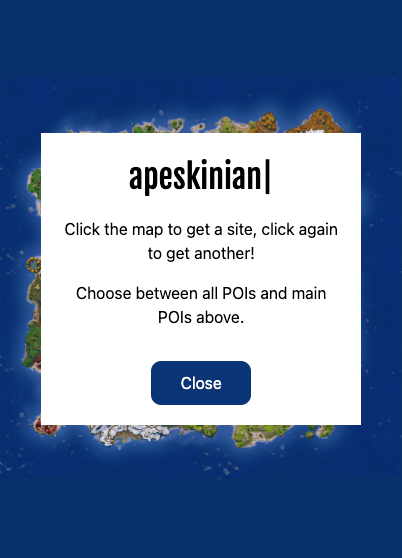 apeskinian|
Click the map to get a site, click again
to get another!
Choose between all POIs and main
POIs above.
Close